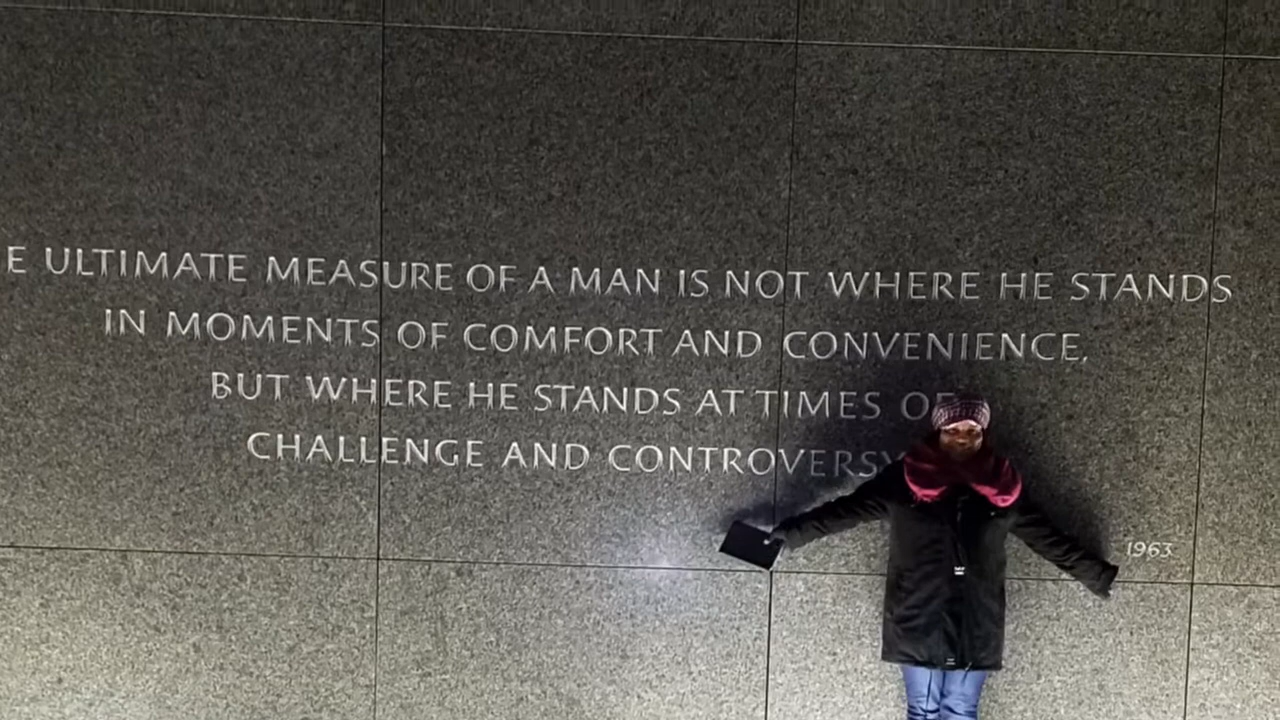 E ULTIMATE MEASURE OF A MAN IS NOT WHERE HE STANDS
IN MOMENTS OF COMFORT AND CONVENIENCE,
BUT WHERE HE STANDS AT TIMES OF
CHALLENGE AND CONTROVERSY
1963